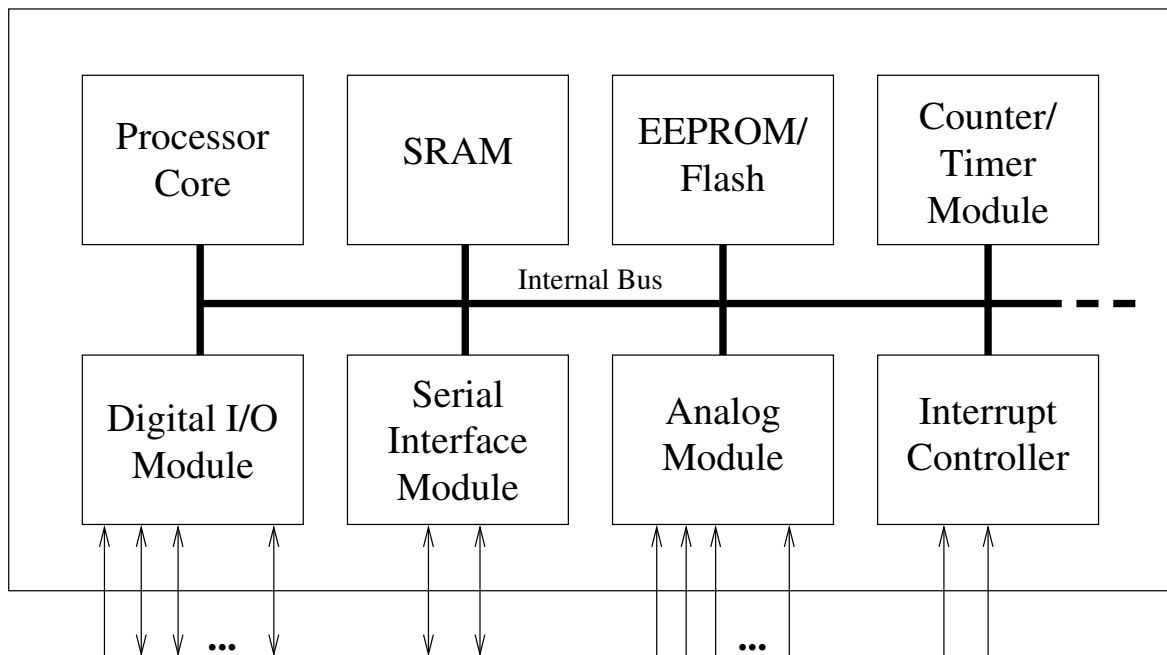 Processor
Core
SRAM
EEPROM/
Flash
Counter/
Timer
Module
Internal Bus
Digital I/O
Module
Serial
Interface
Module
Analog
Module
Interrupt
Controller
...
...